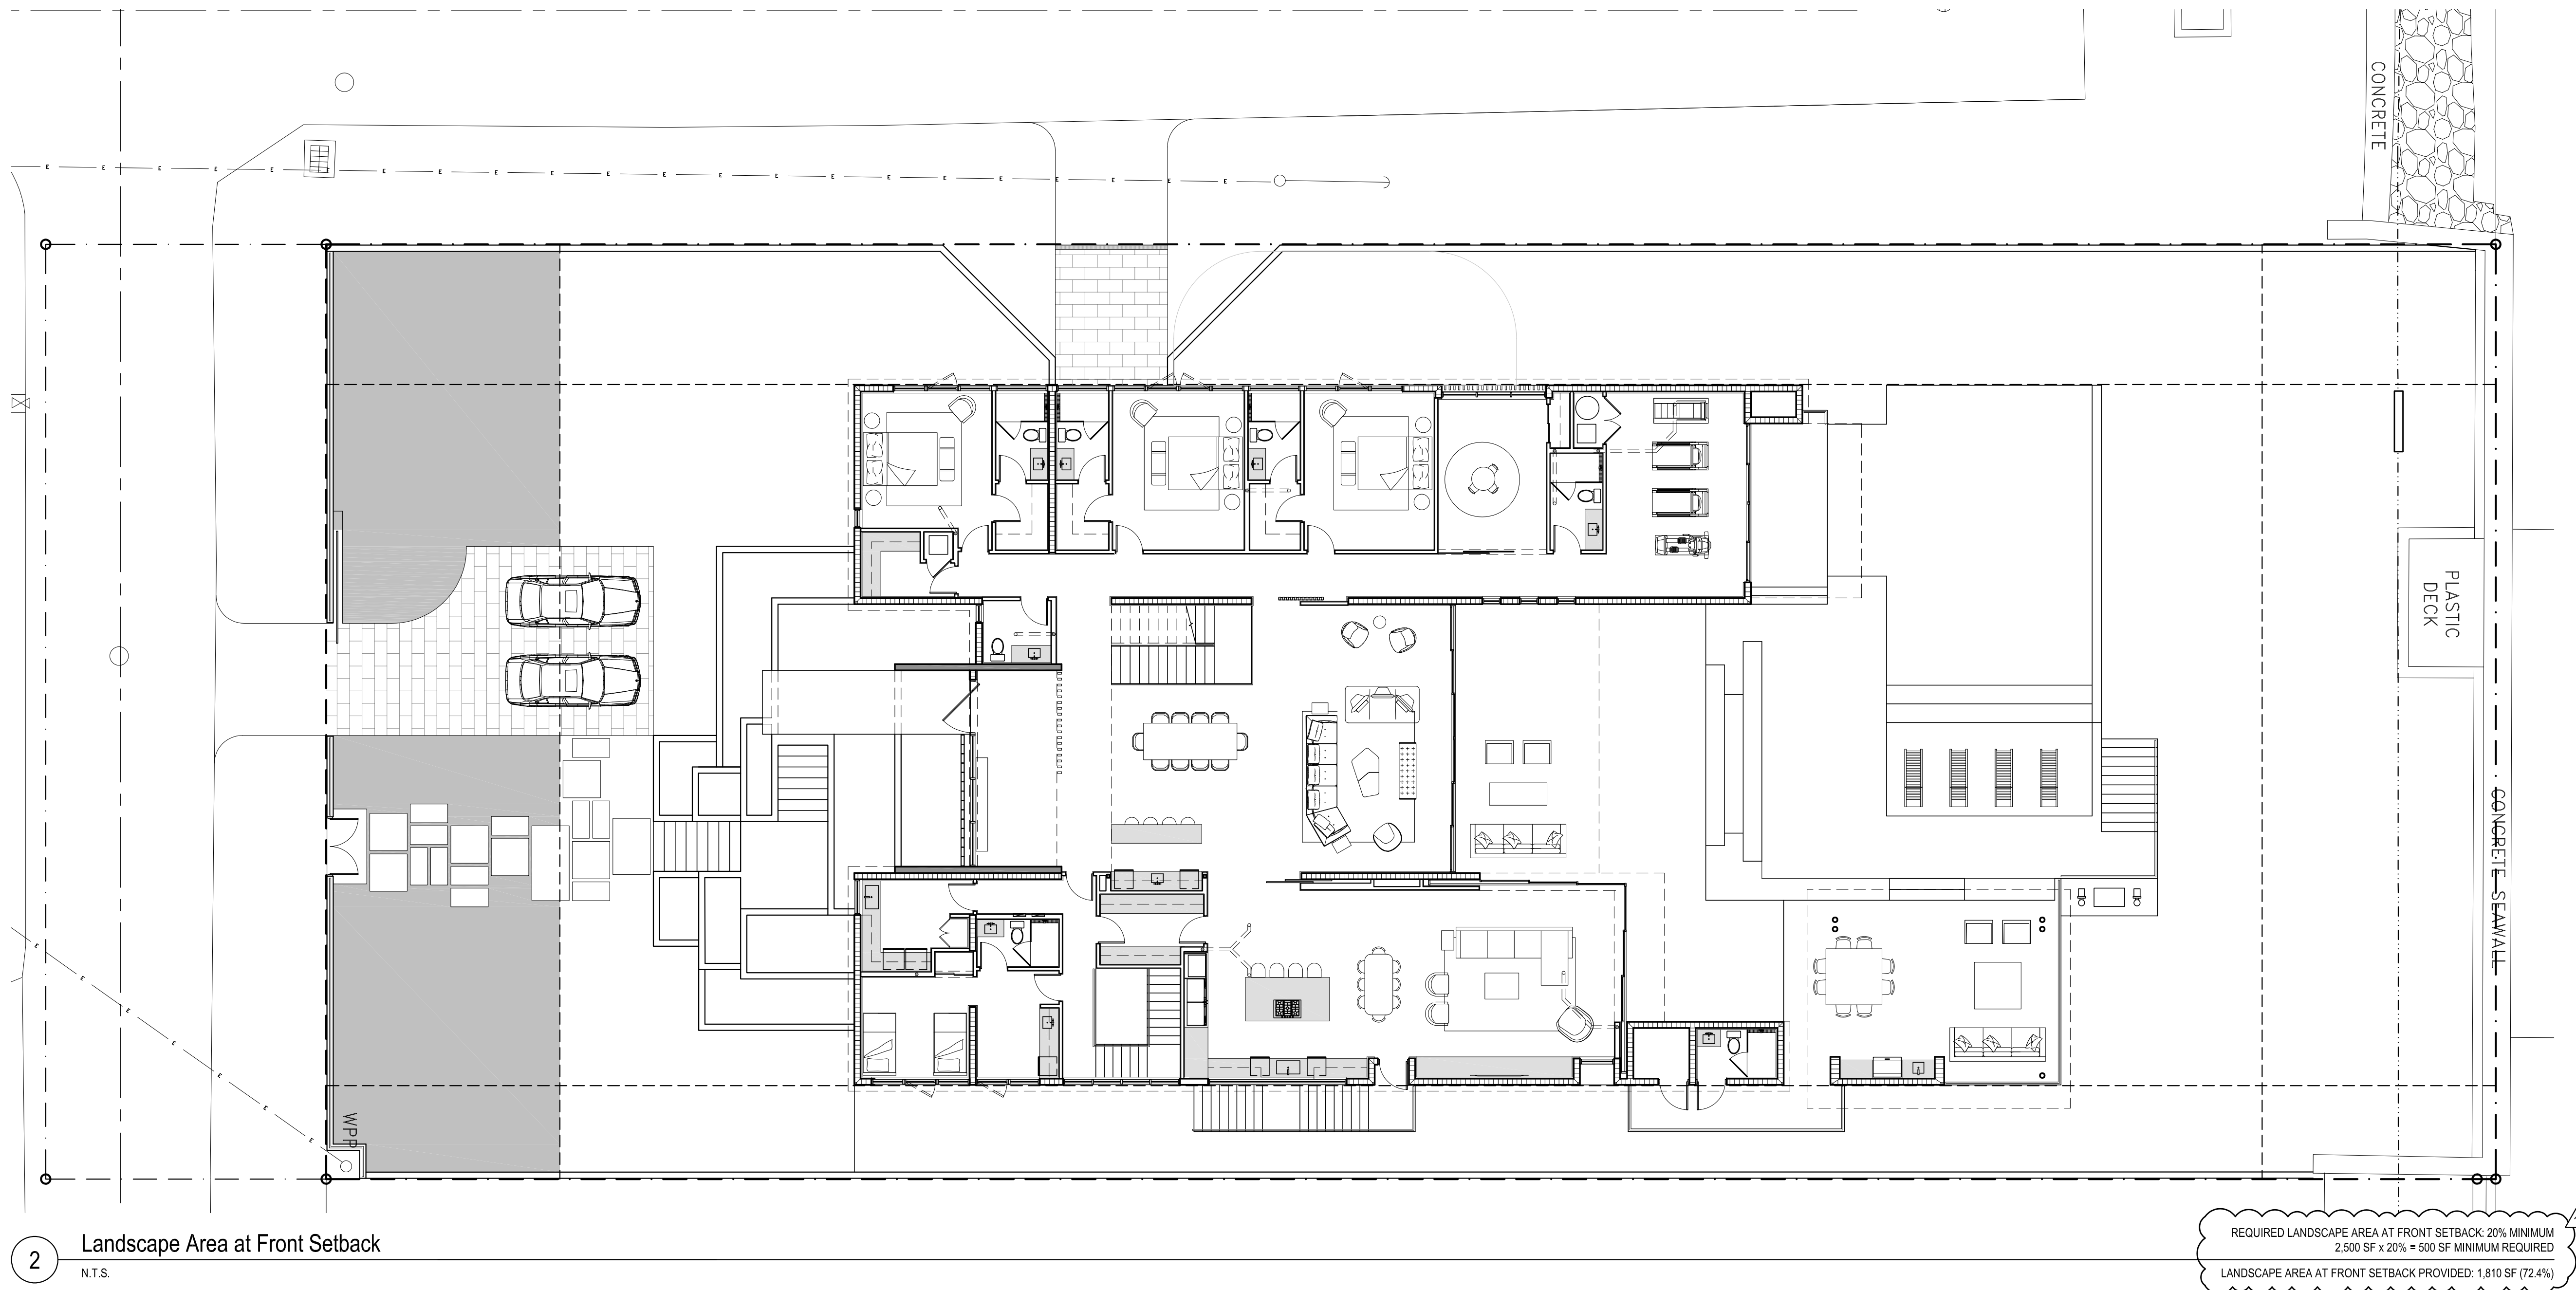 CONCRETE
E E E E E E E E E E E E E E E E E E E E E E
PLASTIC
DECK
CONCRETE SEAWALL
E
E
E
E
E
E
E
WPP
2
Landscape Area at Front Setback
N.T.S.
REQUIRED LANDSCAPE AREA AT FRONT SETBACK: 20% MINIMUM
2,500 SF x 20% = 500 SF MINIMUM REQUIRED
LANDSCAPE AREA AT FRONT SETBACK PROVIDED: 1,810 SF (72.4%)